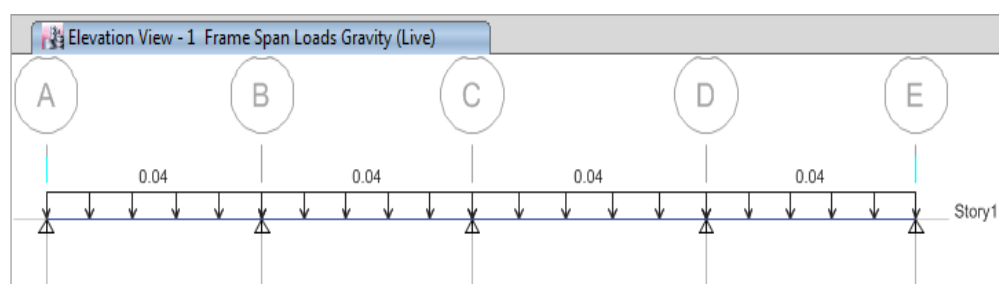 Elevation View - 1 Frame Span Loads Gravity (Live)
A B C D E
0.04 0.04 0.04 0.04
Story1